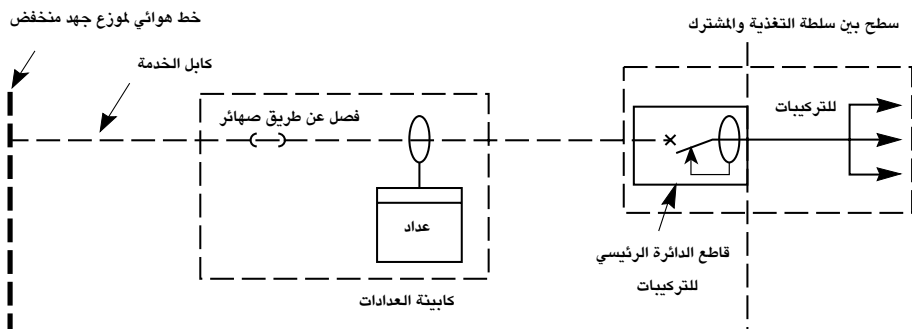 خط هوائي لموزع جهد منخفض
سطح بين سلطة التغذية والمشترك
كابل الخدمة
فصل عن طريق صهائر
للتركيبات
عداد
قاطع الدائرة الرئيسي
للتركيبات
كابينة العدادات